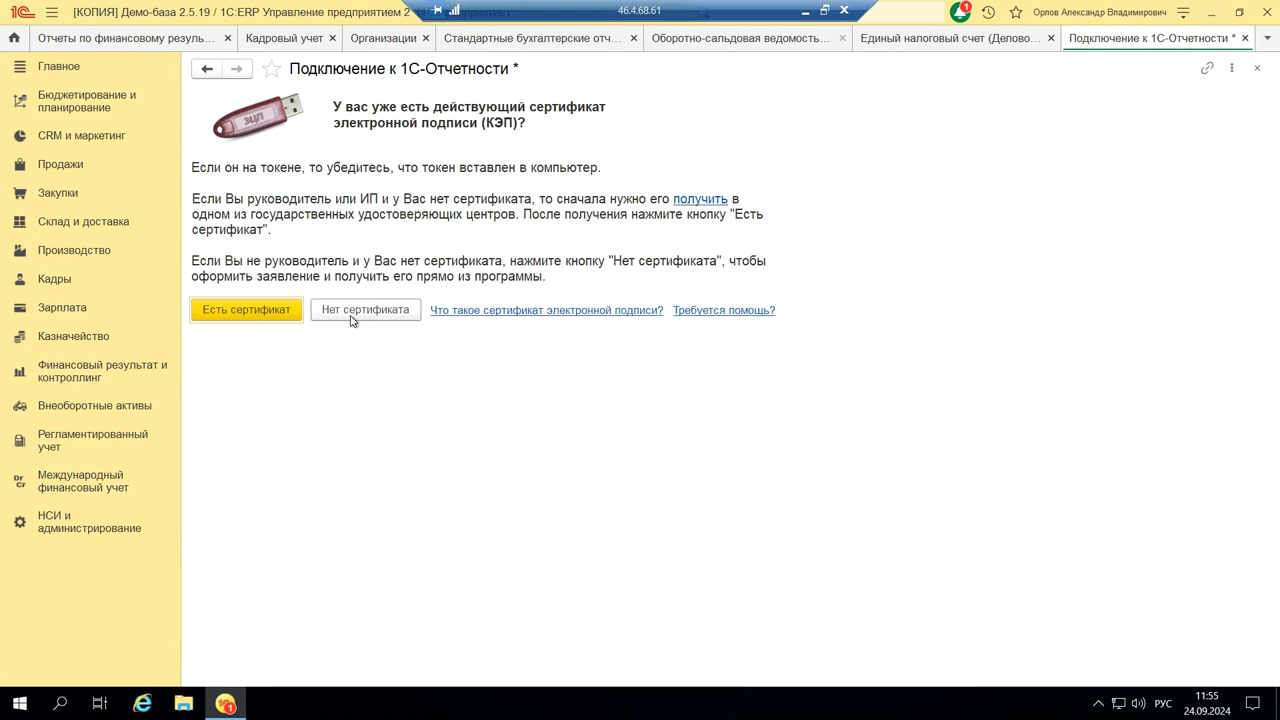 [КОПИЯ] Демо-база 2.5.19 / 1С:ERP Управление предприятием 2
46.4.68.61
1
Орлов Александр Владимирович
Отчеты по финансовому резуль...
Кадровый учет
Организации
Стандартные бухгалтерские отч...
Оборотно-сальдовая ведомость...
Единый налоговый счет (Депово...
Подключение к 1С-Отчетности *
Главное
Бюджетирование и
планирование
CRM и маркетинг
Продажи
Закупки
Склад и доставка
Производство
Кадры
Зарплата
Казначейство
Финансовый результат и
контроллинг
Внеоборотные активы
Регламентированный
учет
Международный
финансовый учет
Dr
Cr
НСИ и
администрирование
Подключение к 1С-Отчетности *
ЭЦП
У вас уже есть действующий сертификат
электронной подписи (КЭП)?
Если он на токене, то убедитесь, что токен вставлен в компьютер.
Если Вы руководитель или ИП и у Вас нет сертификата, то сначала нужно его получить в
одном из государственных удостоверяющих центров. После получения нажмите кнопку "Есть
сертификат".
Если Вы не руководитель и у Вас нет сертификата, нажмите кнопку "Нет сертификата", чтобы
оформить заявление и получить его прямо из программы.
Есть сертификат
Нет сертификата
Что такое сертификат электронной подписи?
Требуется помощь?
1
РУС
11:55
24.09.2024